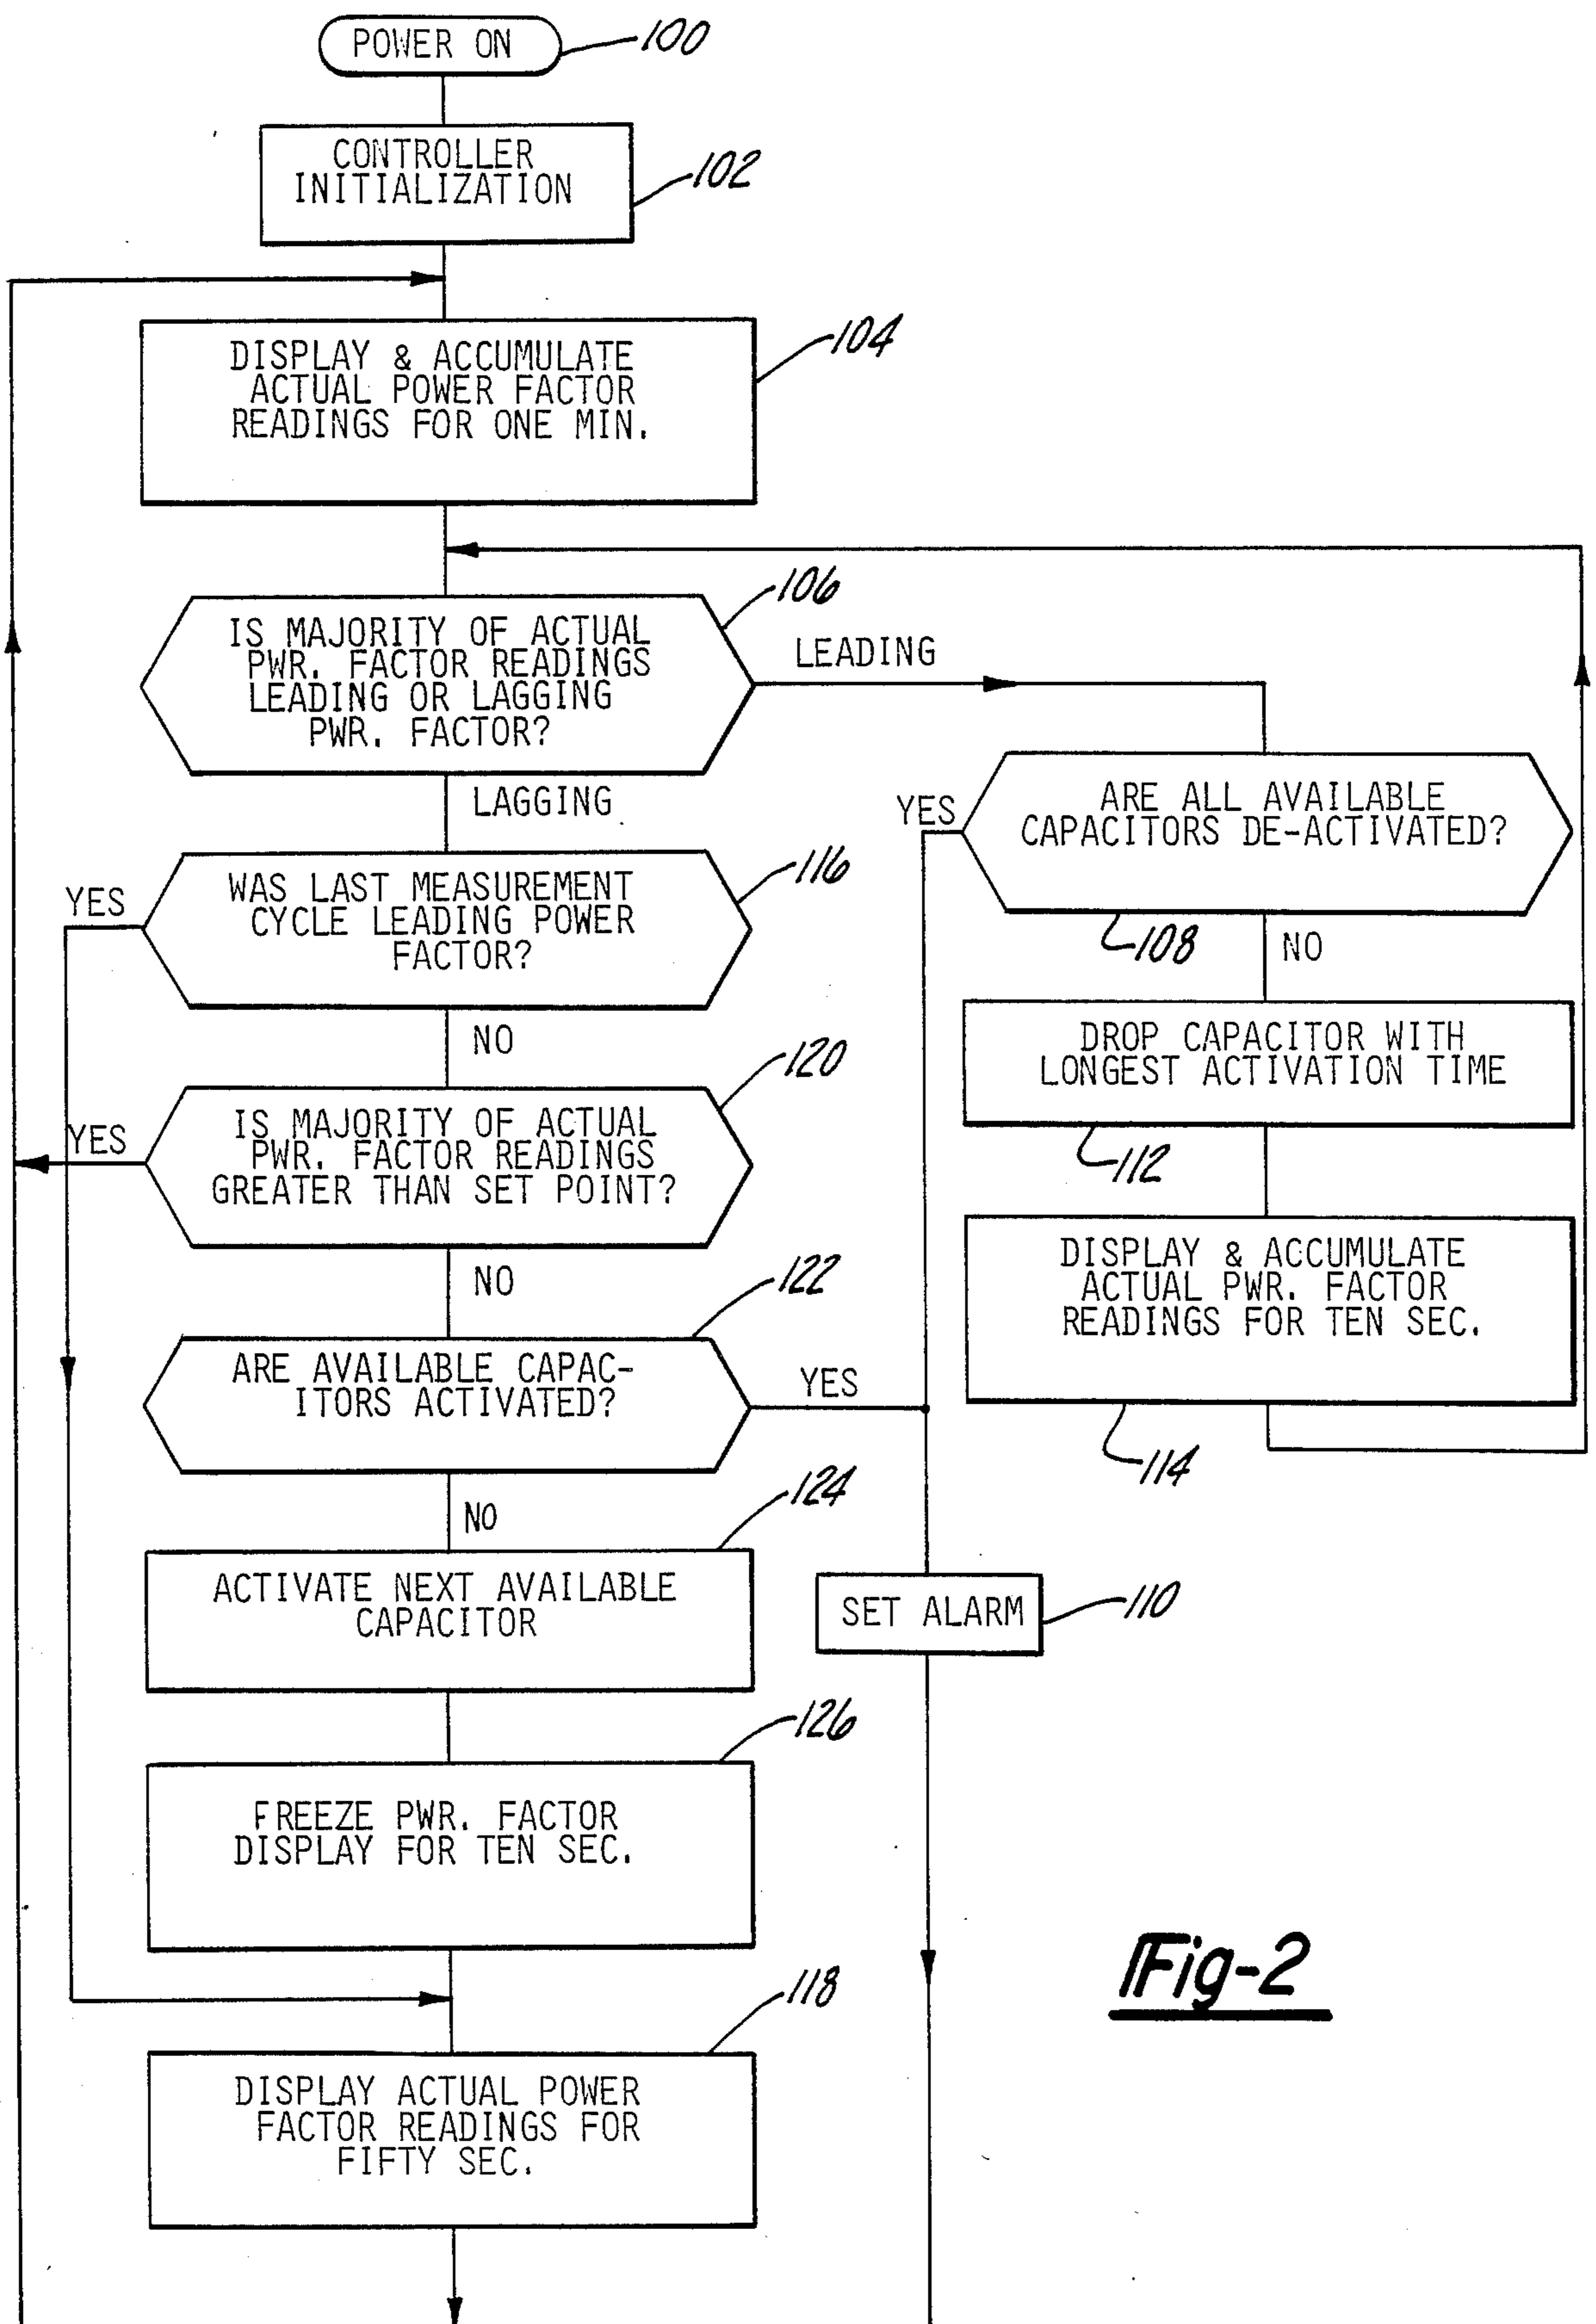 POWER ON
100
CONTROLLER
INITIALIZATION
102
DISPLAY & ACCUMULATE
ACTUAL POWER FACTOR
READINGS FOR ONE MIN.
104
IS MAJORITY OF ACTUAL
PWR. FACTOR READINGS
LEADING OR LAGGING
PWR. FACTOR?
106
LEADING
LAGGING
ARE ALL AVAILABLE
CAPACITORS DE-ACTIVATED?
YES
108
NO
WAS LAST MEASUREMENT
CYCLE LEADING POWER
FACTOR?
116
YES
NO
DROP CAPACITOR WITH
LONGEST ACTIVATION TIME
112
IS MAJORITY OF ACTUAL
PWR. FACTOR READINGS
GREATER THAN SET POINT?
120
YES
NO
DISPLAY & ACCUMULATE
ACTUAL PWR. FACTOR
READINGS FOR TEN SEC.
114
ARE AVAILABLE CAPAC-
ITORS ACTIVATED?
122
YES
NO
ACTIVATE NEXT AVAILABLE
CAPACITOR
124
SET ALARM
110
FREEZE PWR. FACTOR
DISPLAY FOR TEN SEC.
126
DISPLAY ACTUAL POWER
FACTOR READINGS FOR
FIFTY SEC.
118
Fig-2